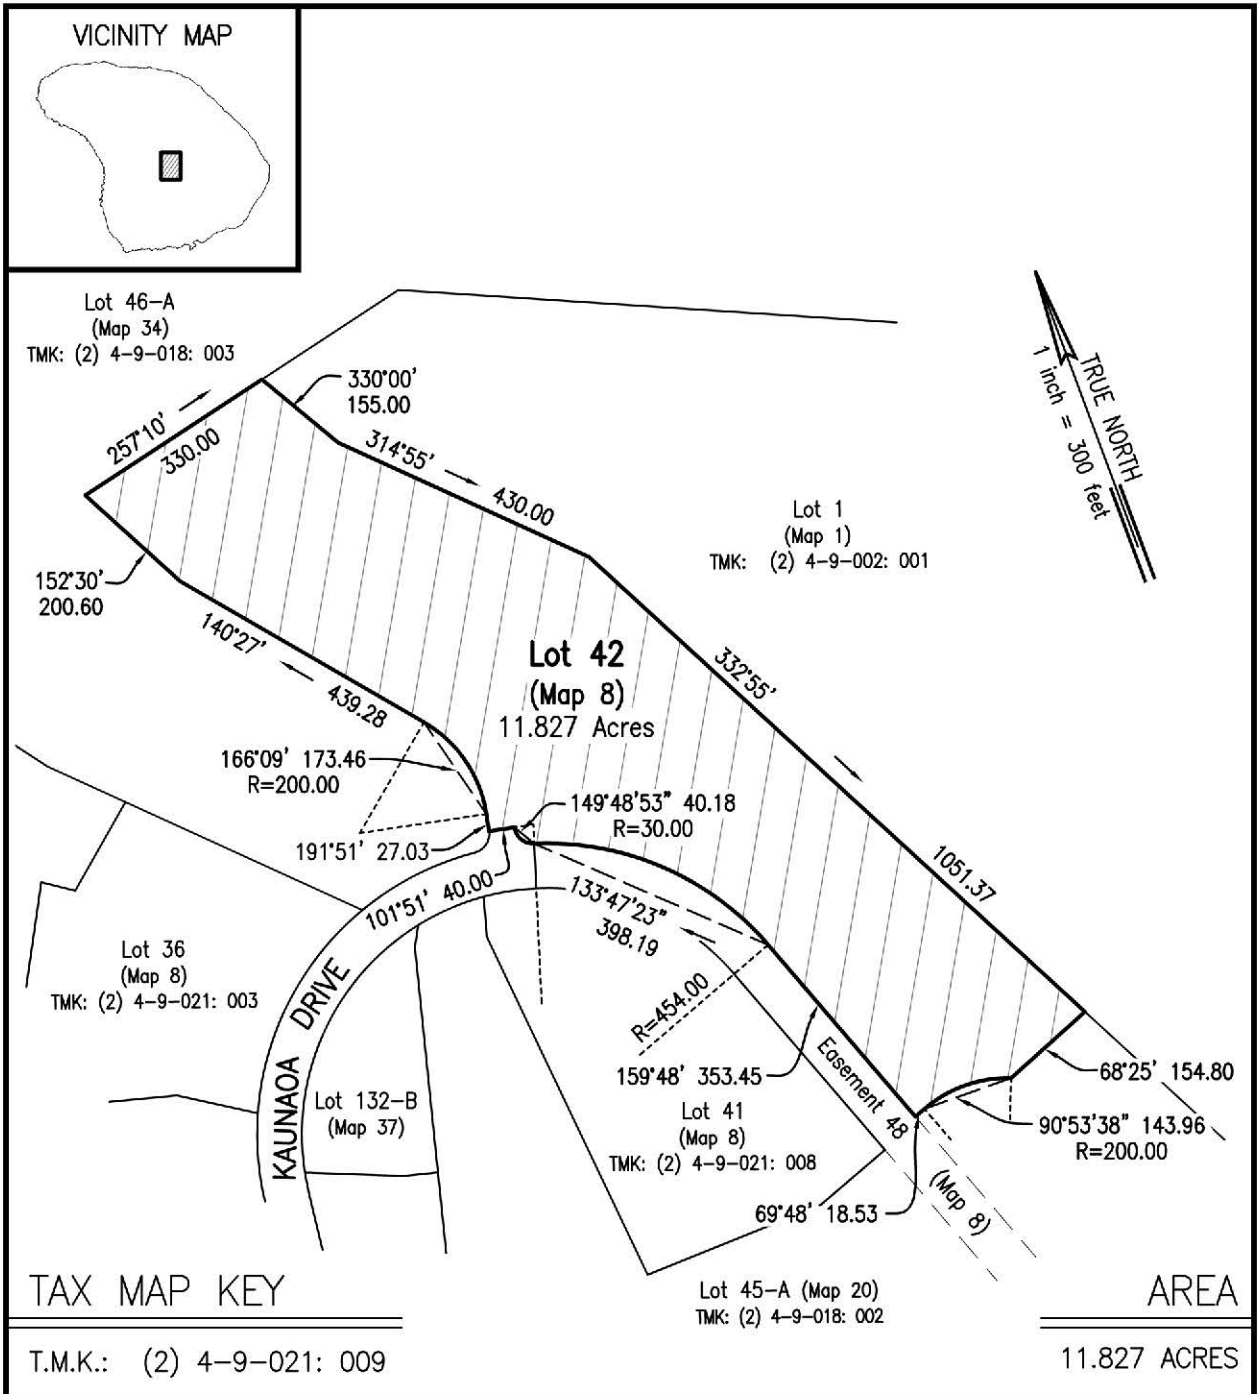 VICINITY MAP
Lot 46-A
(Map 34)
TMK: (2) 4-9-018: 003
257°10'
330.00
330°00'
155.00
314°55'
430.00
TRUE NORTH
1 inch = 300 feet
Lot 1
(Map 1)
TMK: (2) 4-9-002: 001
152°30'
200.60
140°27'
439.28
Lot 42
(Map 8)
11.827 Acres
332°55'
1051.37
166°09' 173.46
R=200.00
149°48'53" 40.18
R=30.00
191°51' 27.03
101°51' 40.00
133°47'23"
398.19
Lot 36
(Map 8)
TMK: (2) 4-9-021: 003
KAUNAOA DRIVE
R=454.00
159°48' 353.45
Easement 48
(Map 8)
68°25' 154.80
90°53'38" 143.96
R=200.00
Lot 132-B
(Map 37)
Lot 41
(Map 8)
TMK: (2) 4-9-021: 008
69°48' 18.53
Lot 45-A (Map 20)
TMK: (2) 4-9-018: 002
TAX MAP KEY
T.M.K.: (2) 4-9-021: 009
AREA
11.827 ACRES